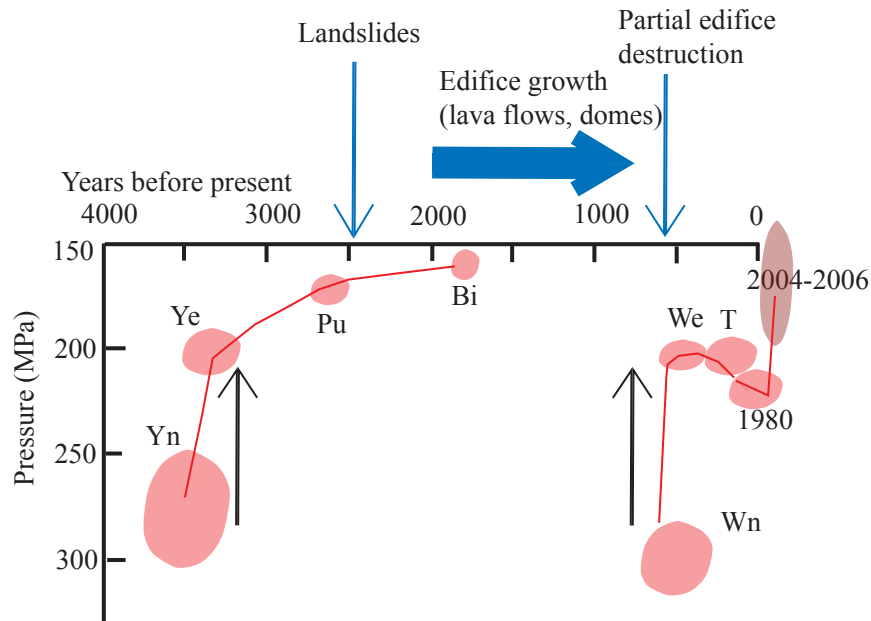 Landslides
Partial edifice
destruction
Edifice growth
(lava flows, domes)
Years before present
4000
3000
2000
1000
0
150
200
250
300
Pressure (MPa)
Yn
Ye
Pu
Bi
We
T
2004-2006
1980
Wn